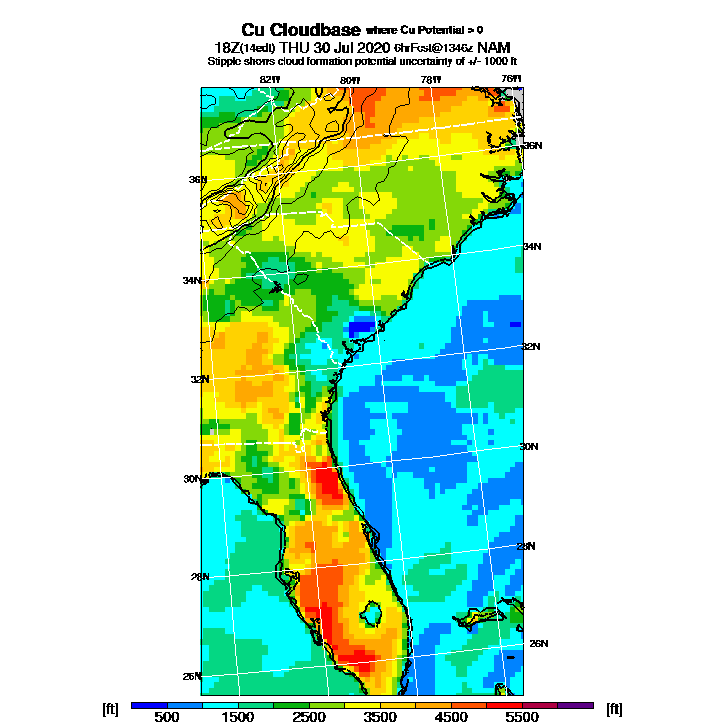 Cu Cloudbase where Cu Potential > 0
18Z(14edt) THU 30 Jul 2020 6hrFcst@1346z NAM
Stipple shows cloud formation potential uncertainty of +/- 1000 ft
82W 80W 78W 76W
36N
36N
34N
34N
32N
32N
30N
30N
28N
28N
26N
26N
[ft] 500 1500 2500 3500 4500 5500 [ft]